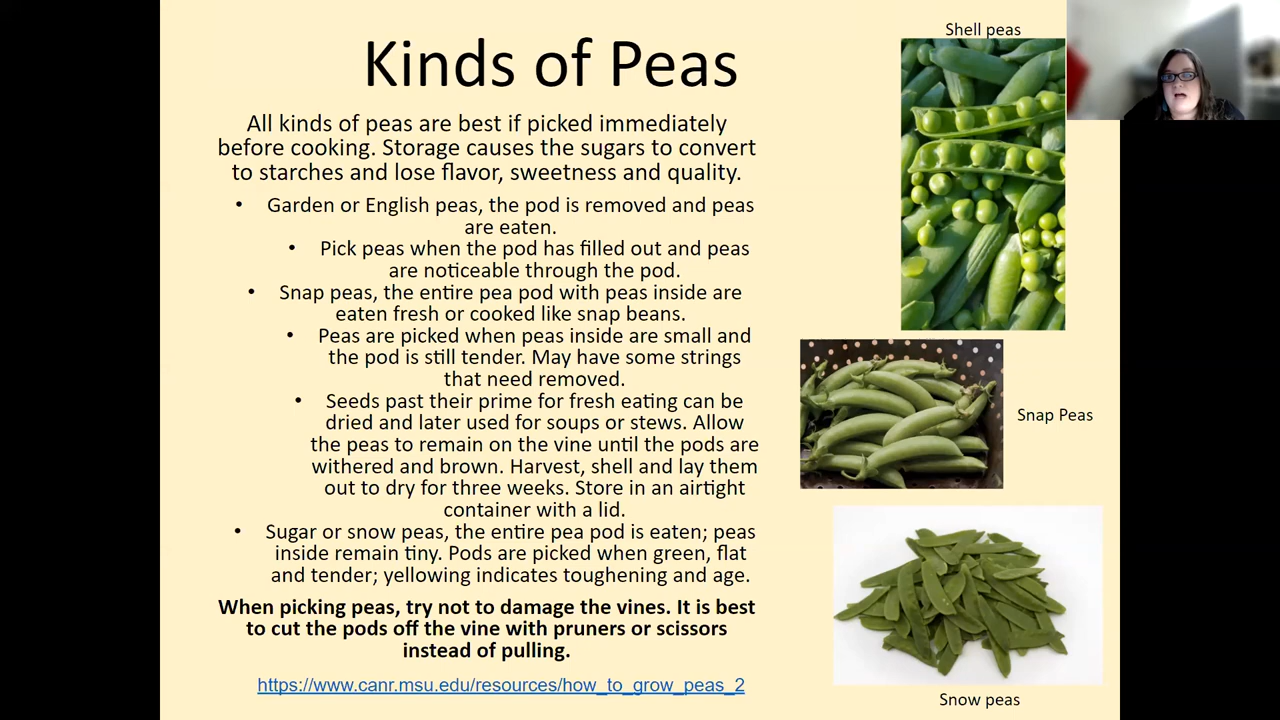 Kinds of Peas
All kinds of peas are best if picked immediately
before cooking. Storage causes the sugars to convert
to starches and lose flavor, sweetness and quality.
• Garden or English peas, the pod is removed and peas
are eaten.
• Pick peas when the pod has filled out and peas
are noticeable through the pod.
• Snap peas, the entire pea pod with peas inside are
eaten fresh or cooked like snap beans.
• Peas are picked when peas inside are small and
the pod is still tender. May have some strings
that need removed.
• Seeds past their prime for fresh eating can be
dried and later used for soups or stews. Allow
the peas to remain on the vine until the pods are
withered and brown. Harvest, shell and lay them
out to dry for three weeks. Store in an airtight
container with a lid.
• Sugar or snow peas, the entire pea pod is eaten; peas
inside remain tiny. Pods are picked when green, flat
and tender; yellowing indicates toughening and age.
When picking peas, try not to damage the vines. It is best
to cut the pods off the vine with pruners or scissors
instead of pulling.
https://www.canr.msu.edu/resources/how_to_grow_peas_2
Shell peas
Snap Peas
Snow peas